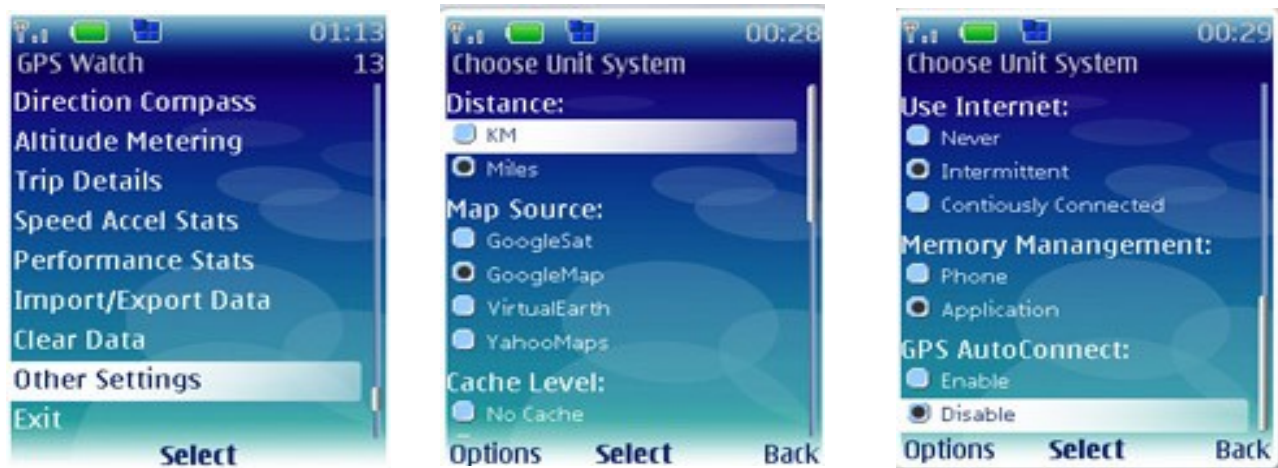 01:13
GPS Watch 13
Direction Compass
Altitude Metering
Trip Details
Speed Accel Stats
Performance Stats
Import/Export Data
Clear Data
Other Settings
Exit
Select
00:28
Choose Unit System
Distance:
KM
Miles
Map Source:
GoogleSat
GoogleMap
VirtualEarth
YahooMaps
Cache Level:
No Cache
Options Select Back
00:29
Choose Unit System
Use Internet:
Never
Intermittent
Contiously Connected
Memory Manangement:
Phone
Application
GPS AutoConnect:
Enable
Disable
Options Select Back